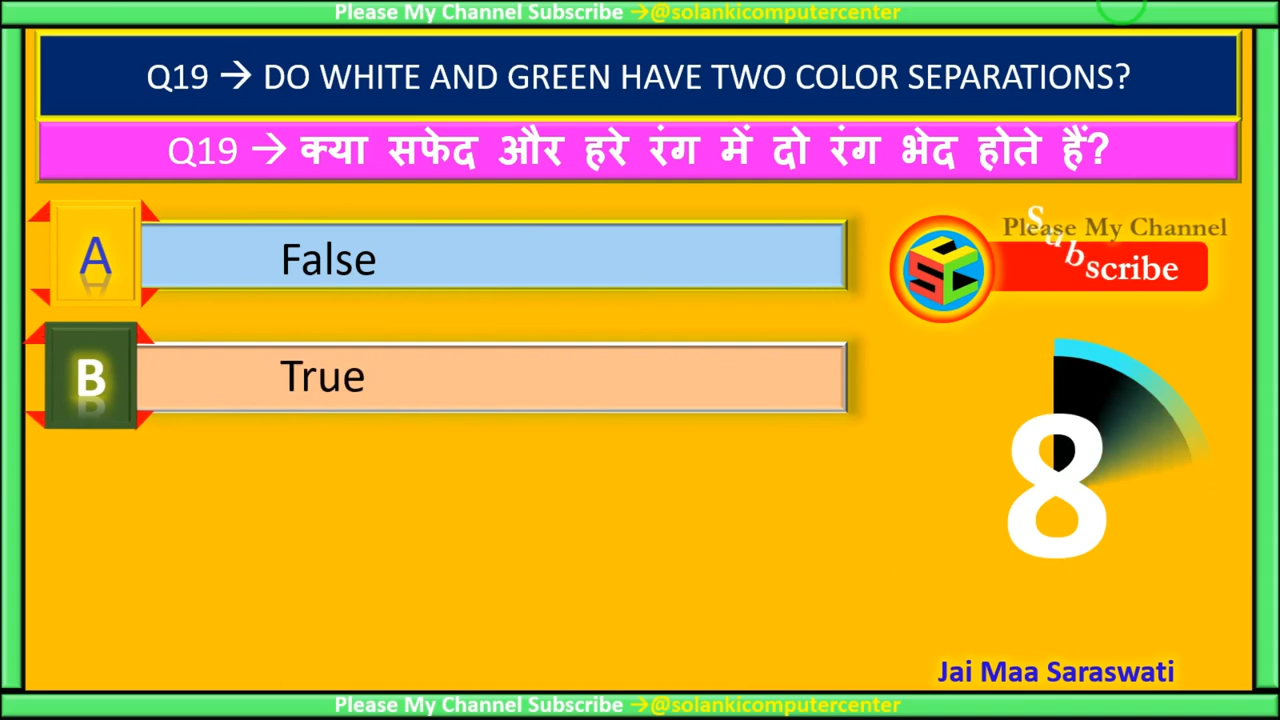 Please My Channel Subscribe →@solankicomputercenter
Q19 → DO WHITE AND GREEN HAVE TWO COLOR SEPARATIONS?
Q19 → क्या सफेद और हरे रंग में दो रंग भेद होते हैं?
A False
Please My Channel
Subscribe
SCC
B True
8
Jai Maa Saraswati
Please My Channel Subscribe →@solankicomputercenter